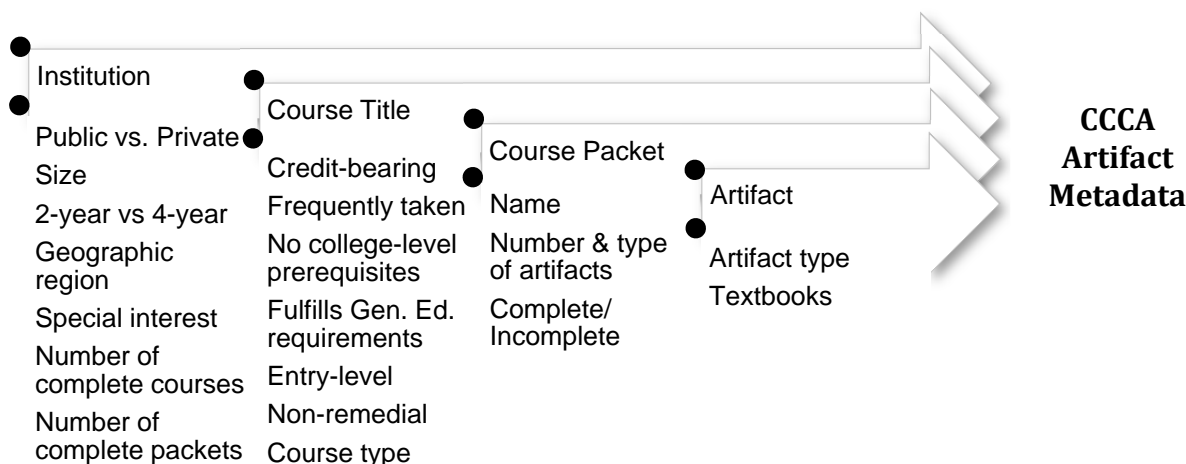 Institution
Public vs. Private
Size
2-year vs 4-year
Geographic
region
Special interest
Number of
complete courses
Number of
complete packets
Course Title
Credit-bearing
Frequently taken
No college-level
prerequisites
Fulfills Gen. Ed.
requirements
Entry-level
Non-remedial
Course type
Course Packet
Name
Number & type
of artifacts
Complete/
Incomplete
Artifact
Artifact type
Textbooks
CCCA
Artifact
Metadata